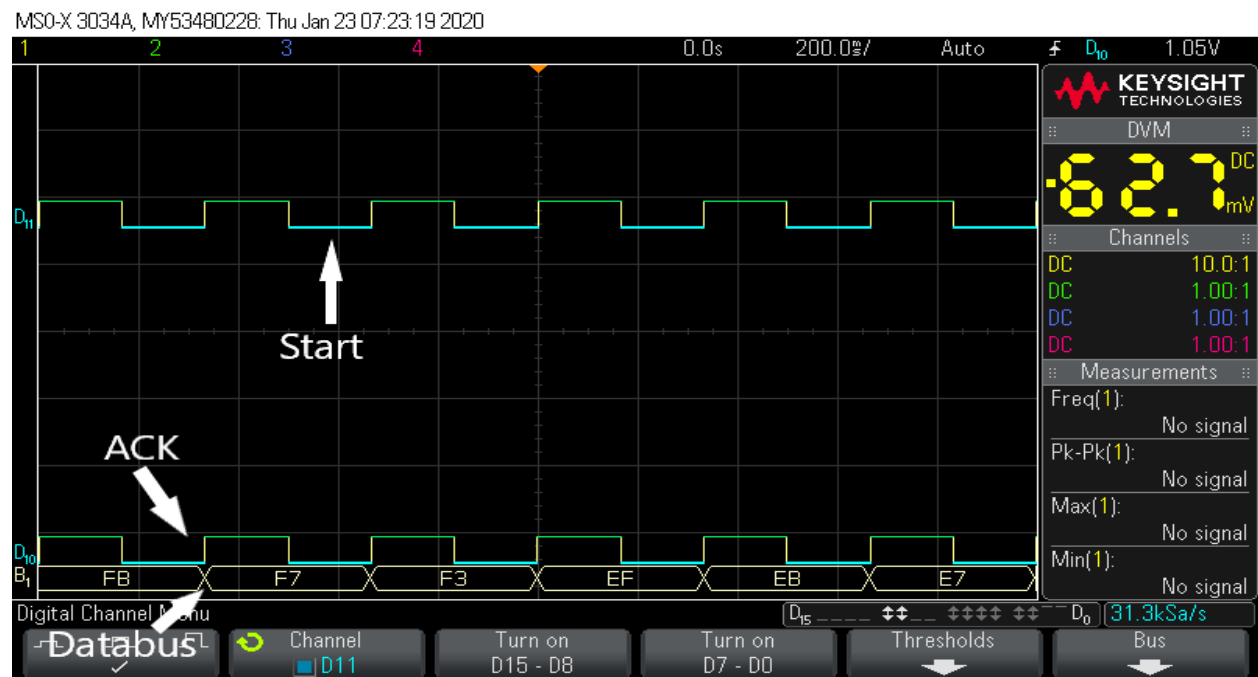 MSO-X 3034A, MY53480228: Thu Jan 23 07:23:19 2020
1 2 3 4 0.0s 200.0ms/ Auto D10 1.05V
KEYSIGHT
TECHNOLOGIES
DVM
-62.7 DC
mV
D11
Channels
DC 10.0:1
DC 1.00:1
DC 1.00:1
DC 1.00:1
Start
Measurements
Freq(1):
No signal
ACK
Pk-Pk(1):
No signal
Max(1):
No signal
D10
Min(1):
No signal
B1 FB F7 F3 EF EB E7
Digital Channel Menu D15 D0 31.3kSa/s
Databus
Channel
D11
Turn on
D15 - D8
Turn on
D7 - D0
Thresholds
Bus